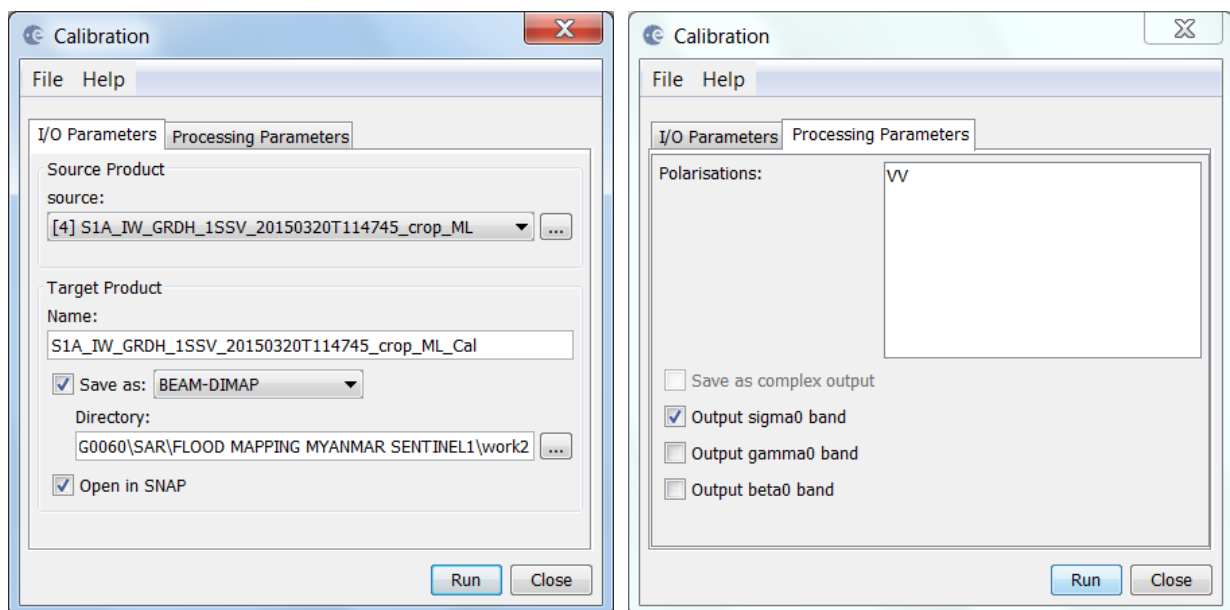 Calibration
File Help
I/O Parameters Processing Parameters
Source Product
source:
[4] S1A_IW_GRDH_1SSV_20150320T114745_crop_ML ...
Target Product
Name:
S1A_IW_GRDH_1SSV_20150320T114745_crop_ML_Cal
Save as: BEAM-DIMAP
Directory:
G0060\SAR\FLOOD MAPPING MYANMAR SENTINEL1\work2 ...
Open in SNAP
Run Close
Calibration
File Help
I/O Parameters Processing Parameters
Polarisations: VV
Save as complex output
Output sigma0 band
Output gamma0 band
Output beta0 band
Run Close